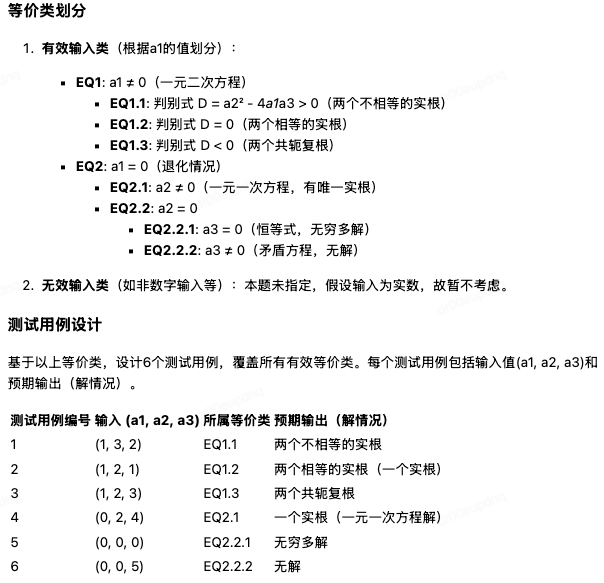 等价类划分
1. 有效输入类（根据a1的值划分）：
▪ EQ1: a1 ≠ 0（一元二次方程）
▪ EQ1.1: 判别式 D = a2² - 4a1a3 > 0（两个不相等的实根）
▪ EQ1.2: 判别式 D = 0（两个相等的实根）
▪ EQ1.3: 判别式 D < 0（两个共轭复根）
▪ EQ2: a1 = 0（退化情况）
▪ EQ2.1: a2 ≠ 0（一元一次方程，有唯一实根）
▪ EQ2.2: a2 = 0
▪ EQ2.2.1: a3 = 0（恒等式，无穷多解）
▪ EQ2.2.2: a3 ≠ 0（矛盾方程，无解）
2. 无效输入类（如非数字输入等）：本题未指定，假设输入为实数，故暂不考虑。
测试用例设计
基于以上等价类，设计6个测试用例，覆盖所有有效等价类。每个测试用例包括输入值(a1, a2, a3)和
预期输出（解情况）。
测试用例编号 输入 (a1, a2, a3) 所属等价类 预期输出（解情况）
1 (1, 3, 2) EQ1.1 两个不相等的实根
2 (1, 2, 1) EQ1.2 两个相等的实根（一个实根）
3 (1, 2, 3) EQ1.3 两个共轭复根
4 (0, 2, 4) EQ2.1 一个实根（一元一次方程解）
5 (0, 0, 0) EQ2.2.1 无穷多解
6 (0, 0, 5) EQ2.2.2 无解